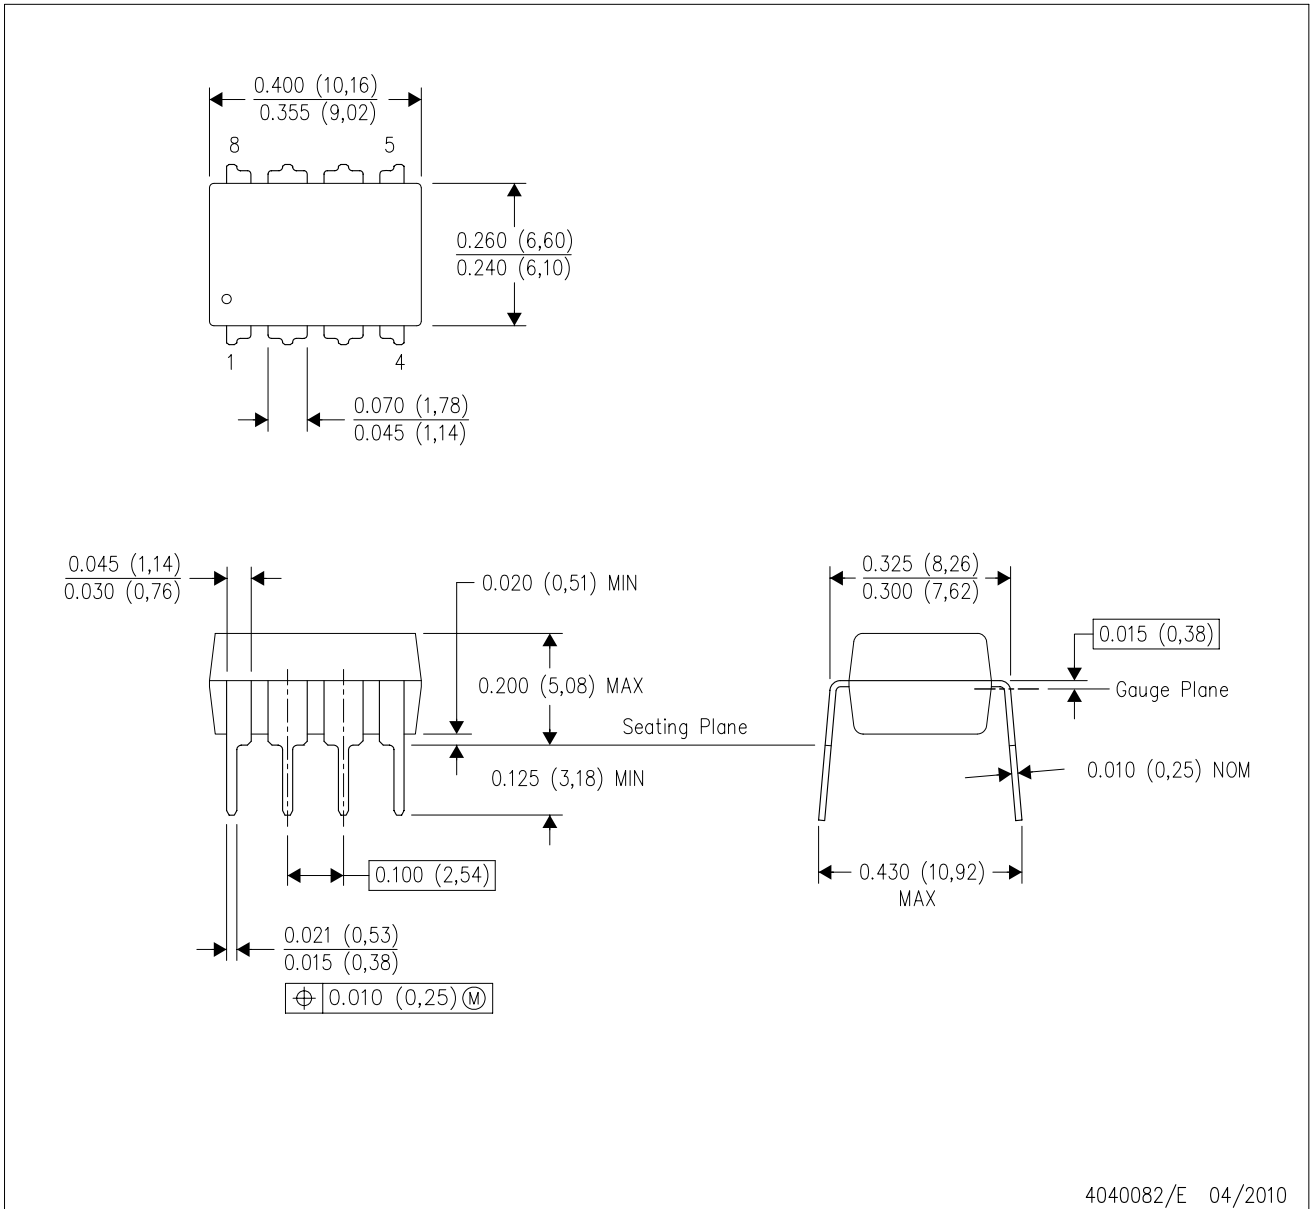 0.400 (10,16)
0.355 (9,02)
8
5
0.260 (6,60)
0.240 (6,10)
1
4
0.070 (1,78)
0.045 (1,14)
0.045 (1,14)
0.030 (0,76)
0.020 (0,51) MIN
0.200 (5,08) MAX
Seating Plane
0.125 (3,18) MIN
0.100 (2,54)
0.021 (0,53)
0.015 (0,38)
⌖ 0.010 (0,25) Ⓜ
0.325 (8,26)
0.300 (7,62)
0.015 (0,38)
Gauge Plane
0.010 (0,25) NOM
0.430 (10,92)
MAX
4040082/E 04/2010